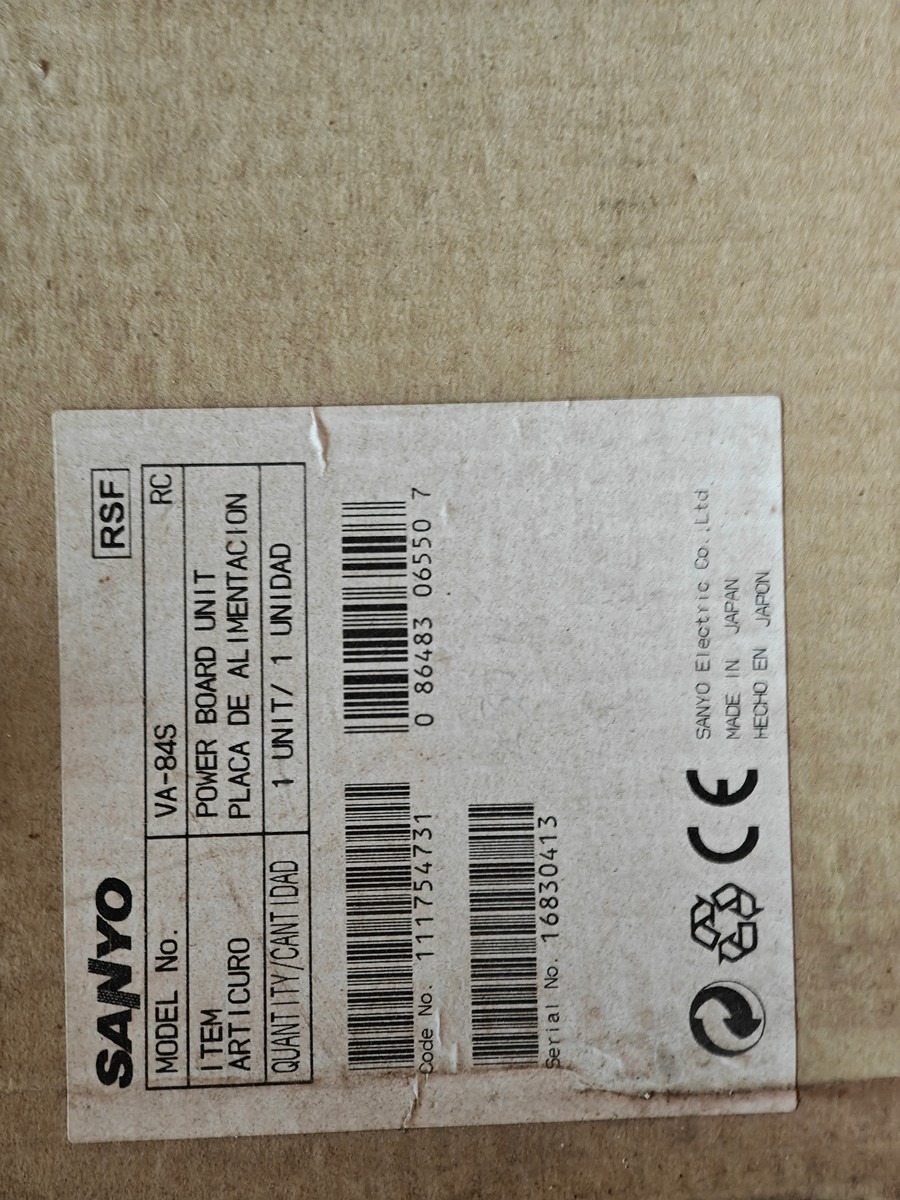 SANYO
RSF
MODEL No. VA-84S RC
ITEM POWER BOARD UNIT
ARTICURO PLACA DE ALIMENTACION
QUANTITY/CANTIDAD 1 UNIT/ 1 UNIDAD
0 86483 06550 7
Code No. 111754731
Serial No. 16830413
CE
SANYO Electric Co.,Ltd
MADE IN JAPAN
HECHO EN JAPON